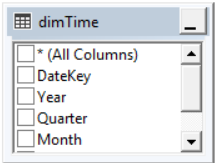 dimTime
* (All Columns)
DateKey
Year
Quarter
Month